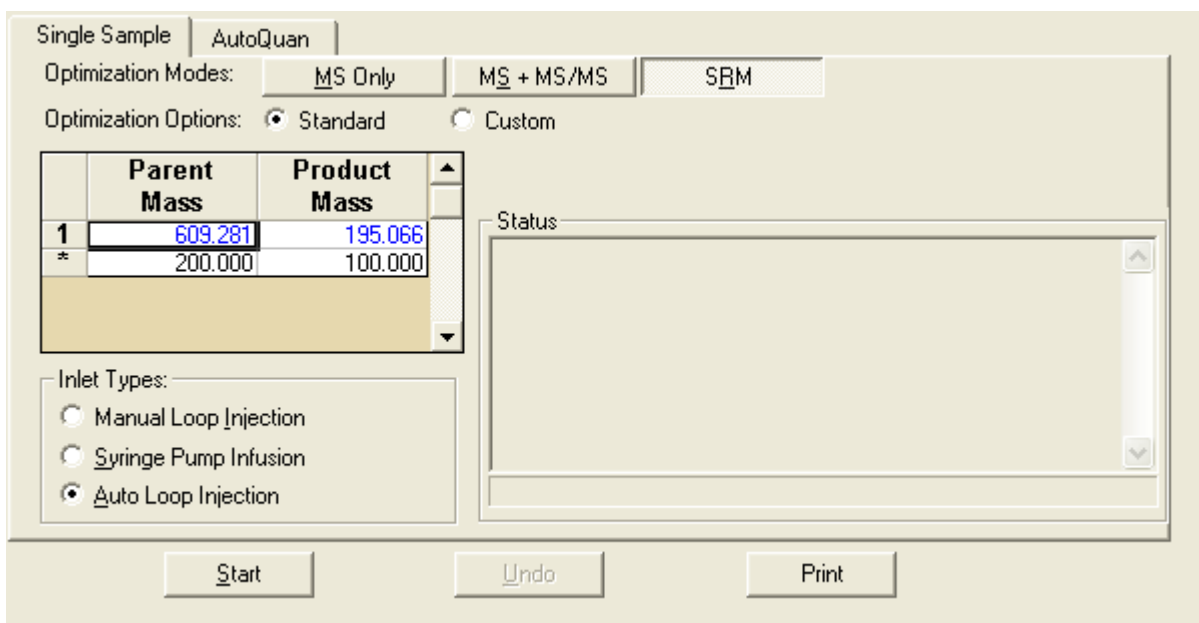 Single Sample AutoQuan
Optimization Modes: MS Only MS + MS/MS SRM
Optimization Options: Standard Custom
Parent Mass Product Mass
1 609.281 195.066
* 200.000 100.000
Status
Inlet Types:
Manual Loop Injection
Syringe Pump Infusion
Auto Loop Injection
Start Undo Print